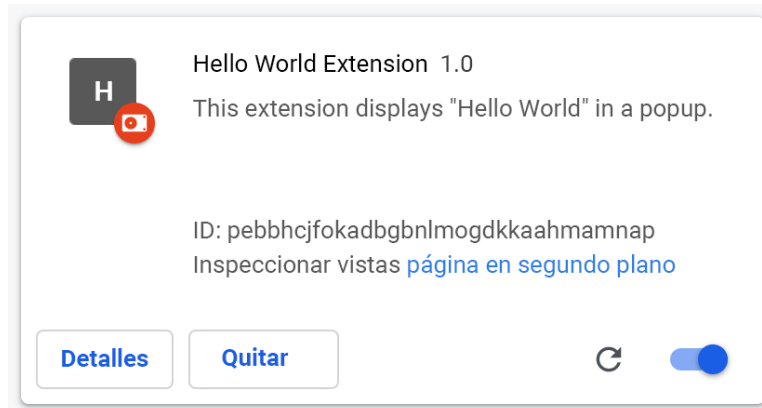 H
Hello World Extension 1.0
This extension displays "Hello World" in a popup.
ID: pebbhcjfokadbgbnlmogdkkaahmamnap
Inspeccionar vistas página en segundo plano
Detalles Quitar